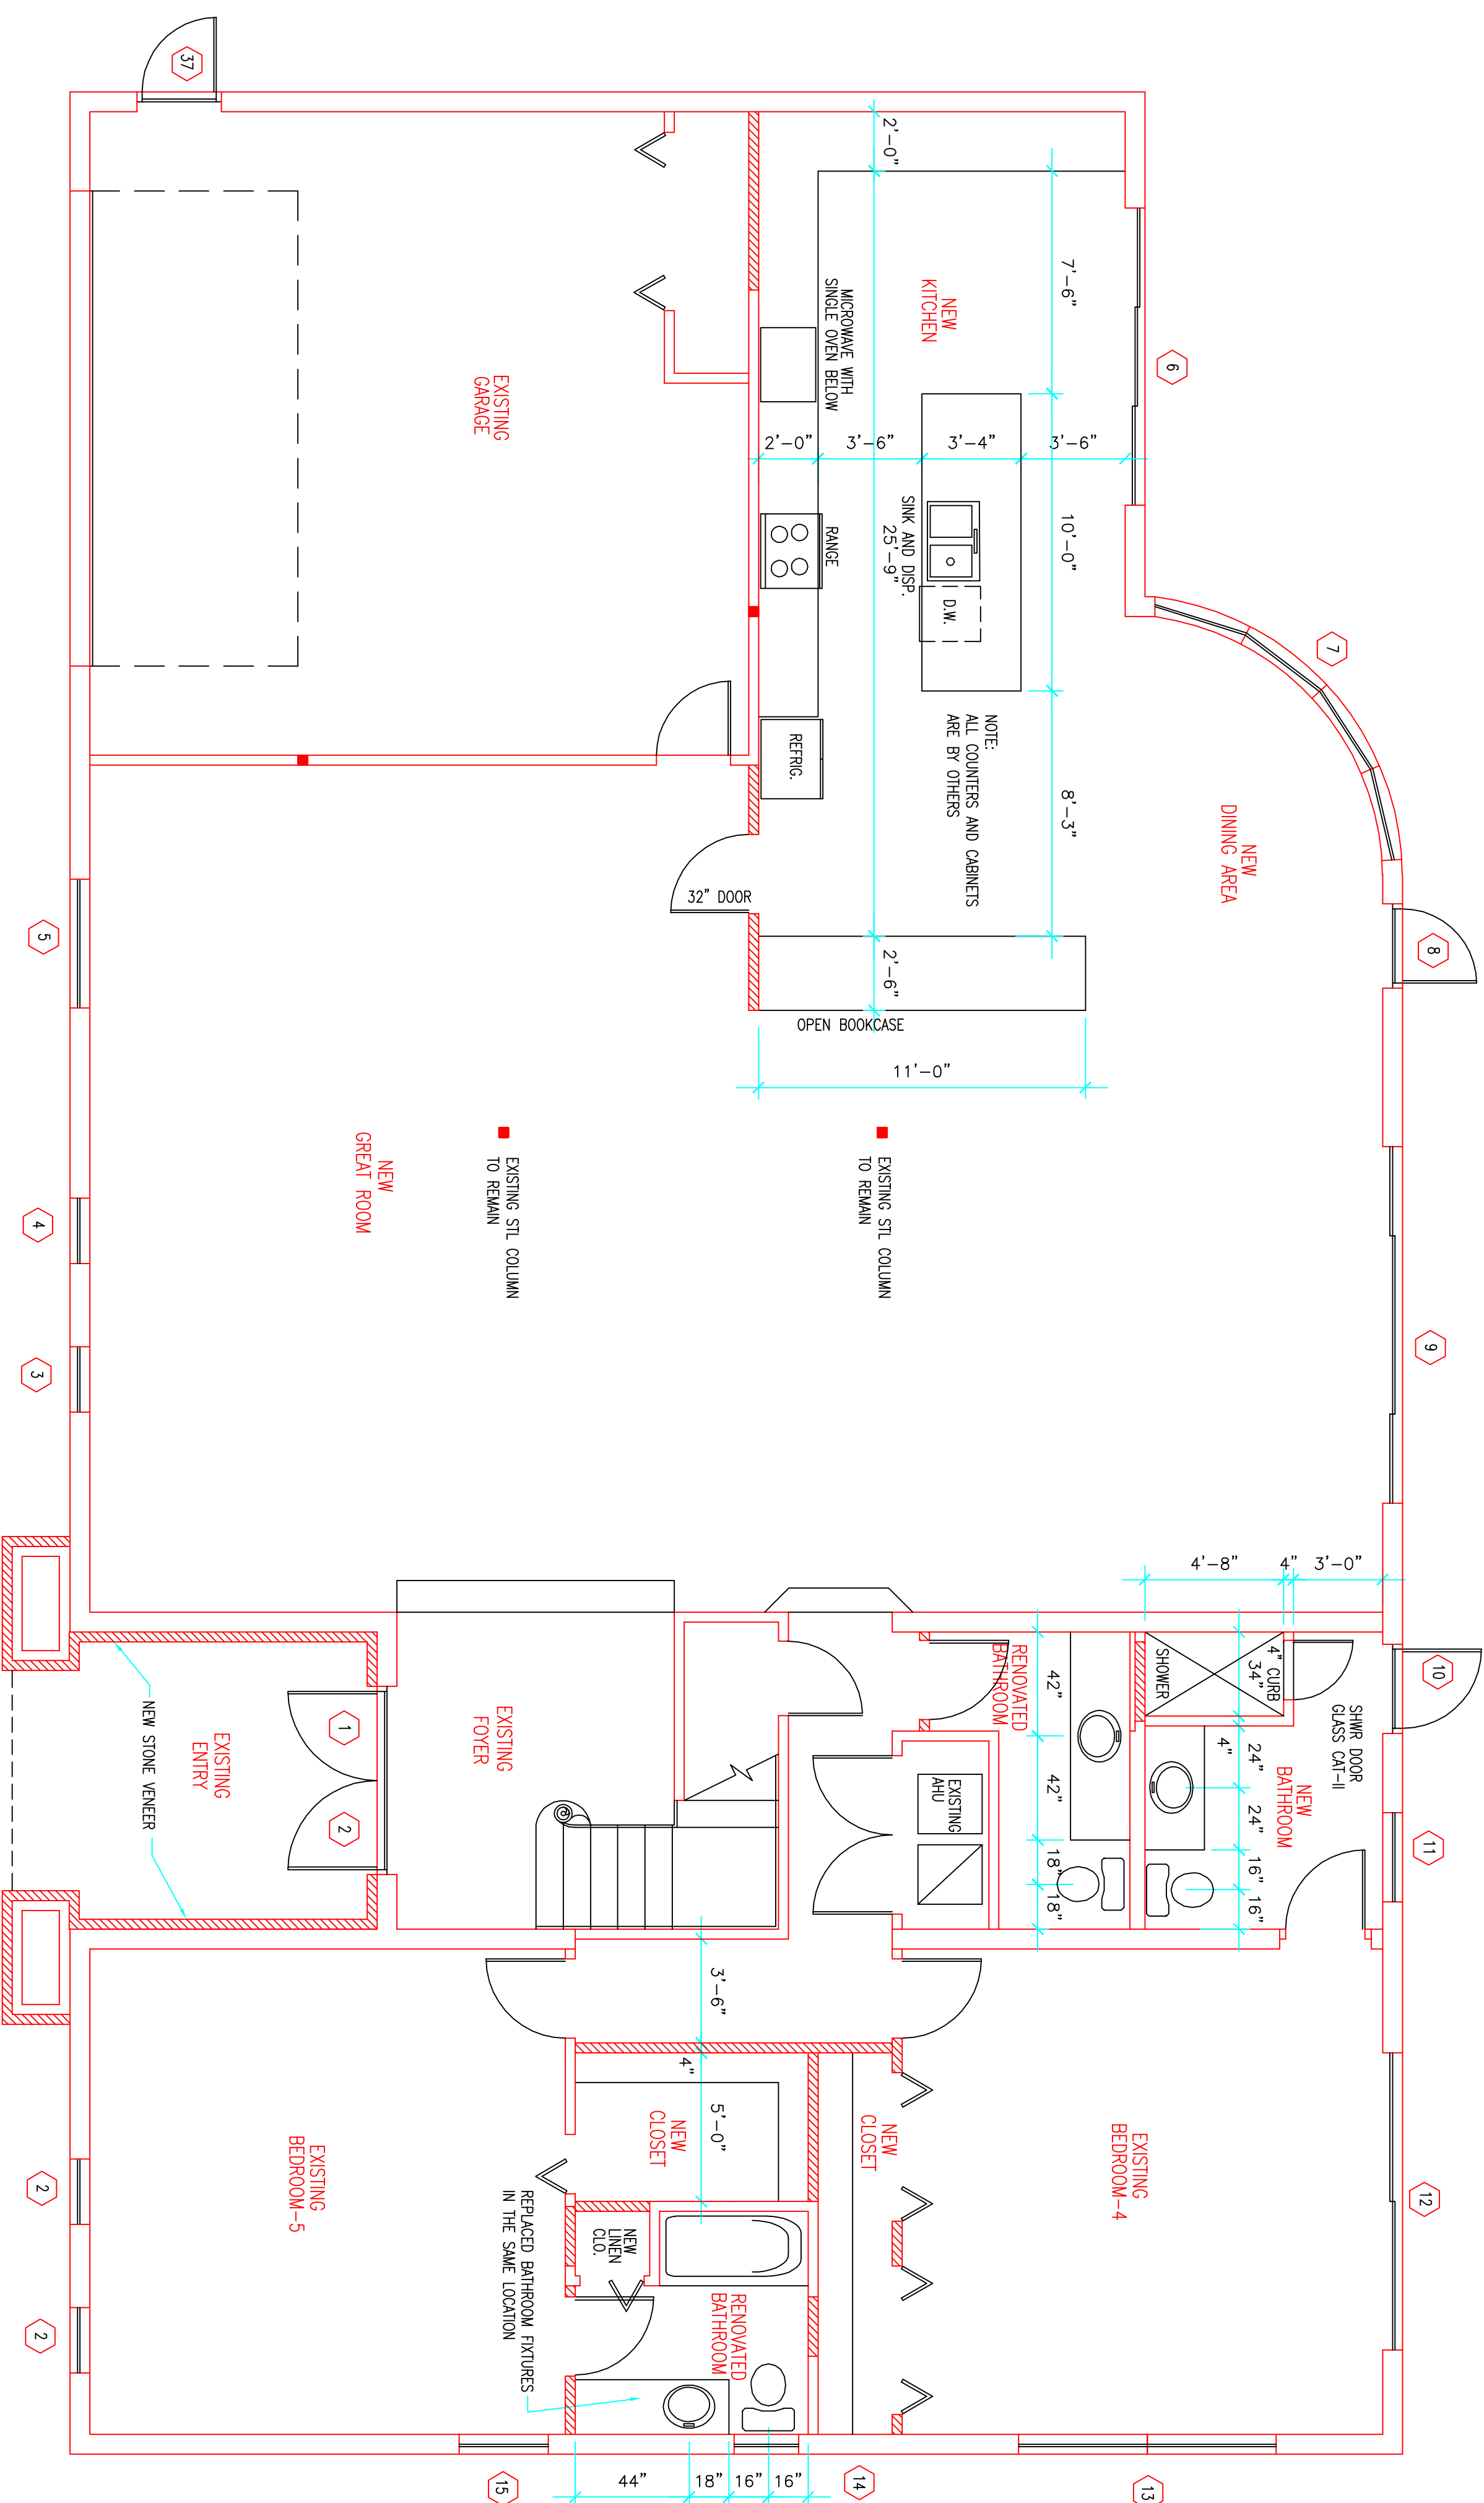 37
2'-0"
7'-6"
NEW
KITCHEN
MICROWAVE WITH
SINGLE OVEN BELOW
6
EXISTING
GARAGE
2'-0"
3'-6"
3'-4"
3'-6"
SINK AND DISP.
25'-9"
10'-0"
RANGE
D.W.
7
NOTE:
ALL COUNTERS AND CABINETS
ARE BY OTHERS
REFRIG.
8'-3"
NEW
DINING AREA
32" DOOR
8
5
2'-6"
OPEN BOOKCASE
11'-0"
EXISTING STL COLUMN
TO REMAIN
EXISTING STL COLUMN
TO REMAIN
NEW
GREAT ROOM
4
3
9
4'-8"
4"
3'-0"
4" CURB
34"
SHOWER
RENOVATED
BATHROOM
42"
10
SHWR DOOR
GLASS CAT-II
NEW STONE VENEER
EXISTING
ENTRY
1
2
EXISTING
FOYER
EXISTING
AHU
42"
4"
24"
24"
NEW
BATHROOM
11
18"
18"
16"
16"
3'-6"
4"
5'-0"
NEW
CLOSET
NEW
CLOSET
EXISTING
BEDROOM-4
12
EXISTING
BEDROOM-5
2
2
REPLACED BATHROOM FIXTURES
IN THE SAME LOCATION
NEW
LINEN
CLO.
RENOVATED
BATHROOM
15
44"
18"
16"
16"
14
13